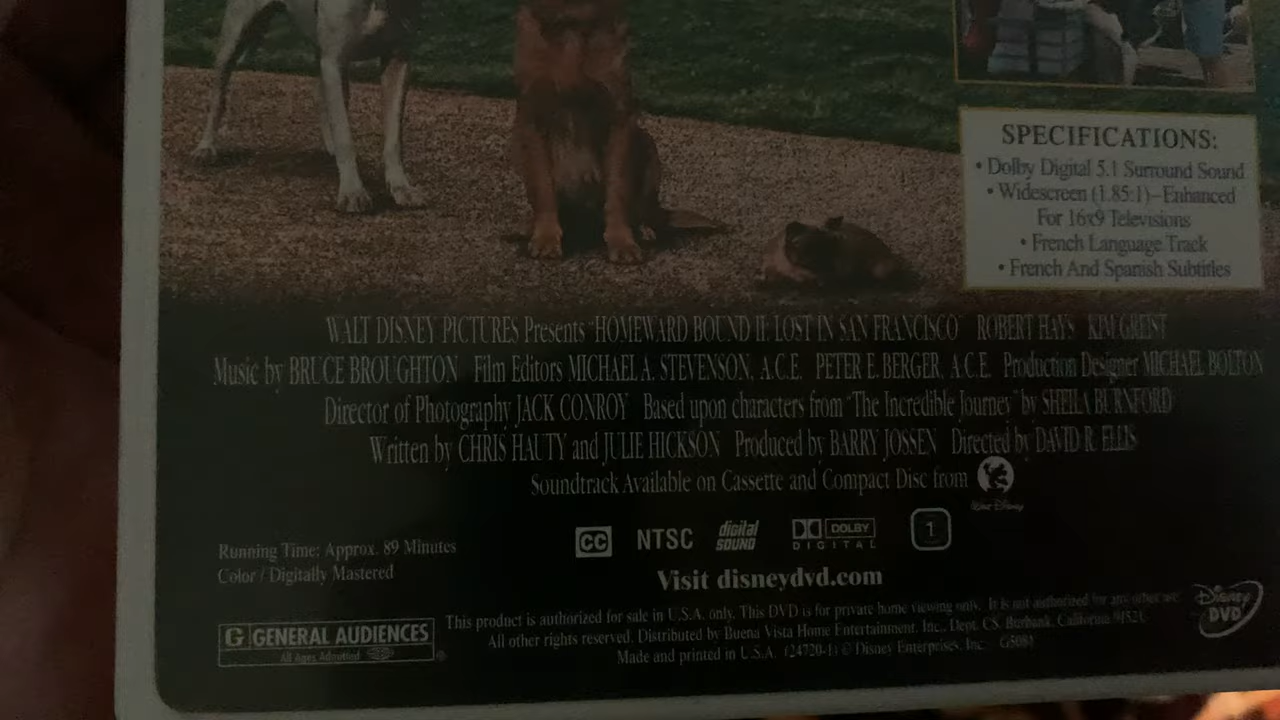 SPECIFICATIONS:
• Dolby Digital 5.1 Surround Sound
• Widescreen (1.85:1)–Enhanced
For 16x9 Televisions
• French Language Track
• French And Spanish Subtitles
WALT DISNEY PICTURES Presents "HOMEWARD BOUND II: LOST IN SAN FRANCISCO" ROBERT HAYS KIM GREIST
Music by BRUCE BROUGHTON Film Editors MICHAEL A. STEVENSON, A.C.E. PETER E. BERGER, A.C.E. Production Designer MICHAEL BOLTON
Director of Photography JACK CONROY Based upon characters from "The Incredible Journey" by SHEILA BURNFORD
Written by CHRIS HAUTY and JULIE HICKSON Produced by BARRY JOSSEN Directed by DAVID R. ELLIS
Soundtrack Available on Cassette and Compact Disc from
Walt Disney
CC NTSC digital SOUND DOLBY DIGITAL 1
Running Time: Approx. 89 Minutes
Color / Digitally Mastered
Visit disneydvd.com
G GENERAL AUDIENCES
All Ages Admitted
This product is authorized for sale in U.S.A. only. This DVD is for private home viewing only. It is not authorized for any other use.
All other rights reserved. Distributed by Buena Vista Home Entertainment, Inc., Dept. CS, Burbank, California 91521.
Made and printed in U.S.A. (24720-1) © Disney Enterprises, Inc. G5081
Disney DVD